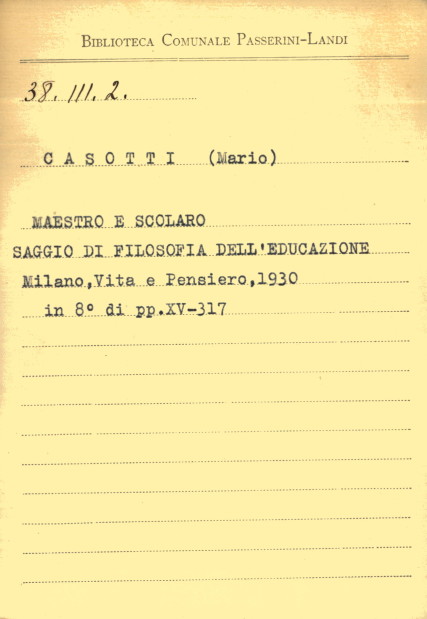 BIBLIOTECA COMUNALE PASSERINI-LANDI
38. III. 2.
C A S O T T I (Mario)
MAESTRO E SCOLARO
SAGGIO DI FILOSOFIA DELL'EDUCAZIONE
Milano,Vita e Pensiero,1930
in 8° di pp.XV-317